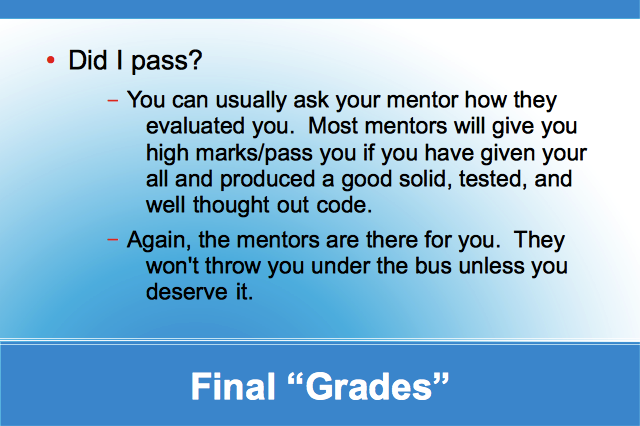 • Did I pass?
– You can usually ask your mentor how they
evaluated you.  Most mentors will give you
high marks/pass you if you have given your
all and produced a good solid, tested, and
well thought out code.
– Again, the mentors are there for you.  They
won't throw you under the bus unless you
deserve it.
Final “Grades”